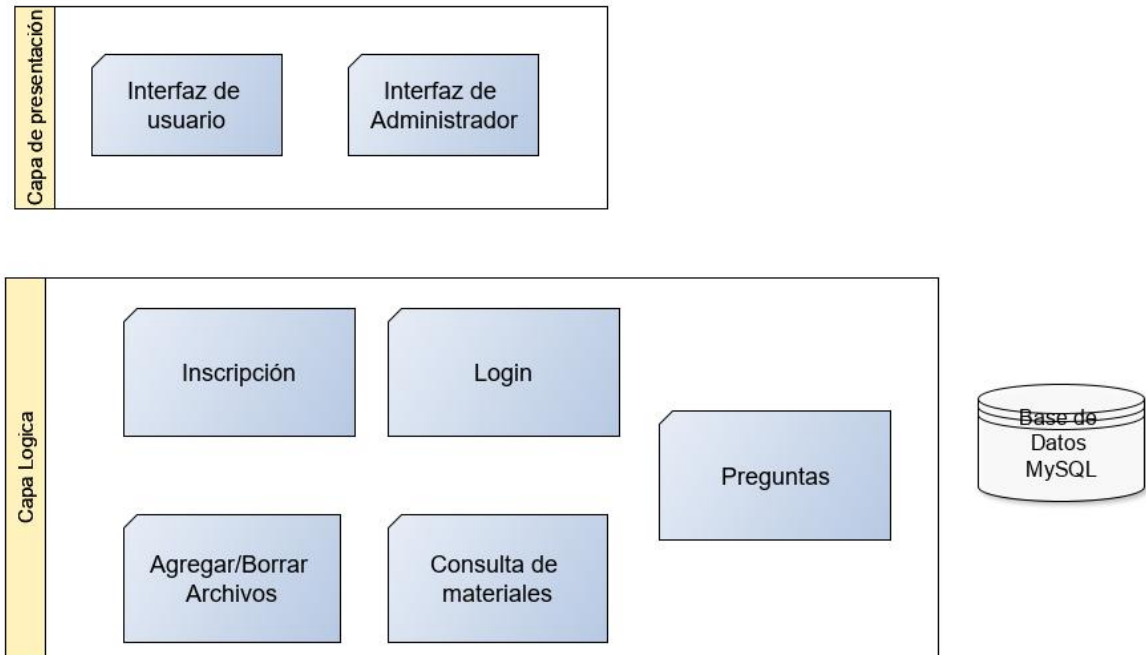 Capa de presentación
Interfaz de
usuario
Interfaz de
Administrador
Capa Logica
Inscripción
Login
Preguntas
Agregar/Borrar
Archivos
Consulta de
materiales
Base de
Datos
MySQL